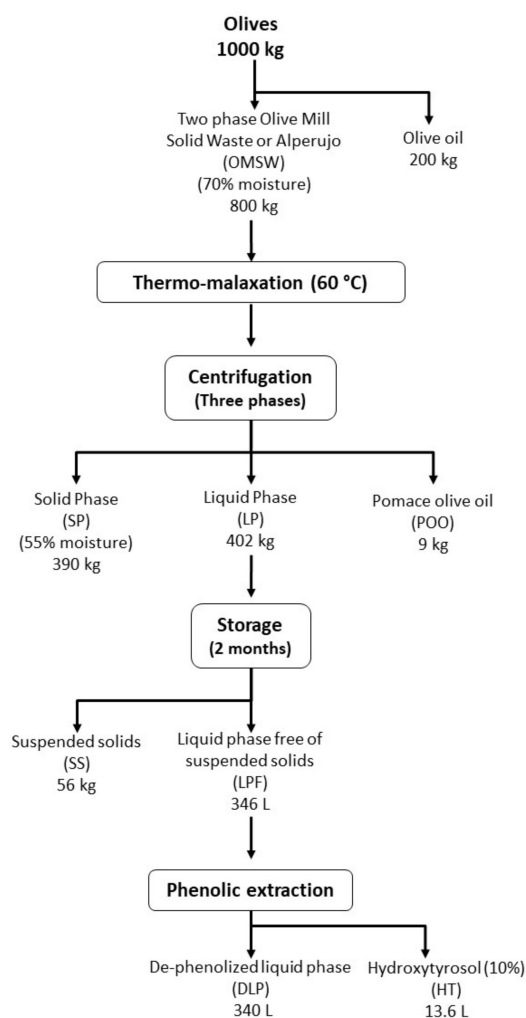 Olives
1000 kg
Two phase Olive Mill
Solid Waste or Alperujo
(OMSW)
(70% moisture)
800 kg
Olive oil
200 kg
Thermo-malaxation (60 °C)
Centrifugation
(Three phases)
Solid Phase
(SP)
(55% moisture)
390 kg
Liquid Phase
(LP)
402 kg
Pomace olive oil
(POO)
9 kg
Storage
(2 months)
Suspended solids
(SS)
56 kg
Liquid phase free of
suspended solids
(LPF)
346 L
Phenolic extraction
De-phenolized liquid phase
(DLP)
340 L
Hydroxytyrosol (10%)
(HT)
13.6 L